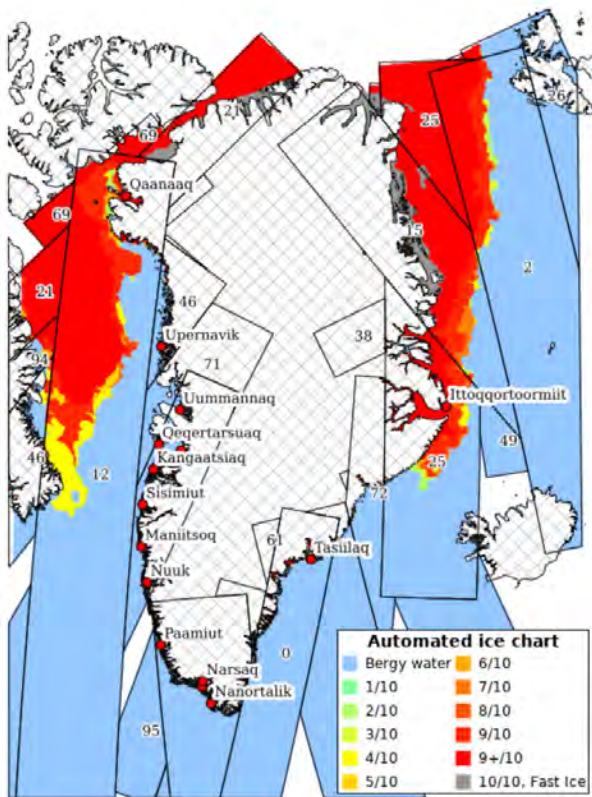 26
21
25
69
Qaanaaq
69
15
2
21
46
Upernavik
38
94
71
Uummannaq
Ittoqqortoormiit
Qeqertarsuaq
49
46
12
Kangaatsiaq
25
Sisimiut
72
Maniitsoq
61
Tasiilaq
Nuuk
Paamiut
0
Narsaq
Nanortalik
95
Automated ice chart
Bergy water
1/10
2/10
3/10
4/10
5/10
6/10
7/10
8/10
9/10
9+/10
10/10, Fast Ice